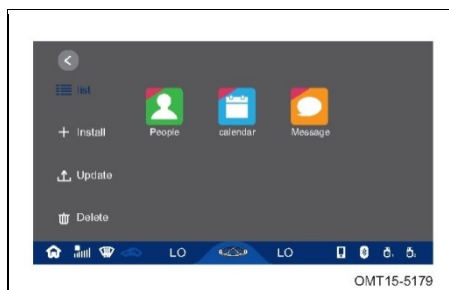 list
Install
Update
Delete
People
calendar
Message
LO
LO
OMT15-5179